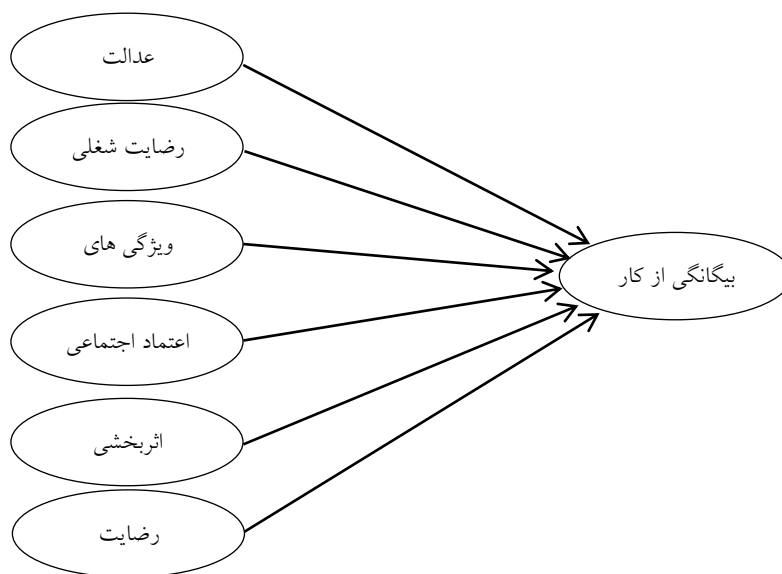 عدالت
رضایت شغلی
ویژگی های
بیگانگی از کار
اعتماد اجتماعی
اثربخشی
رضایت